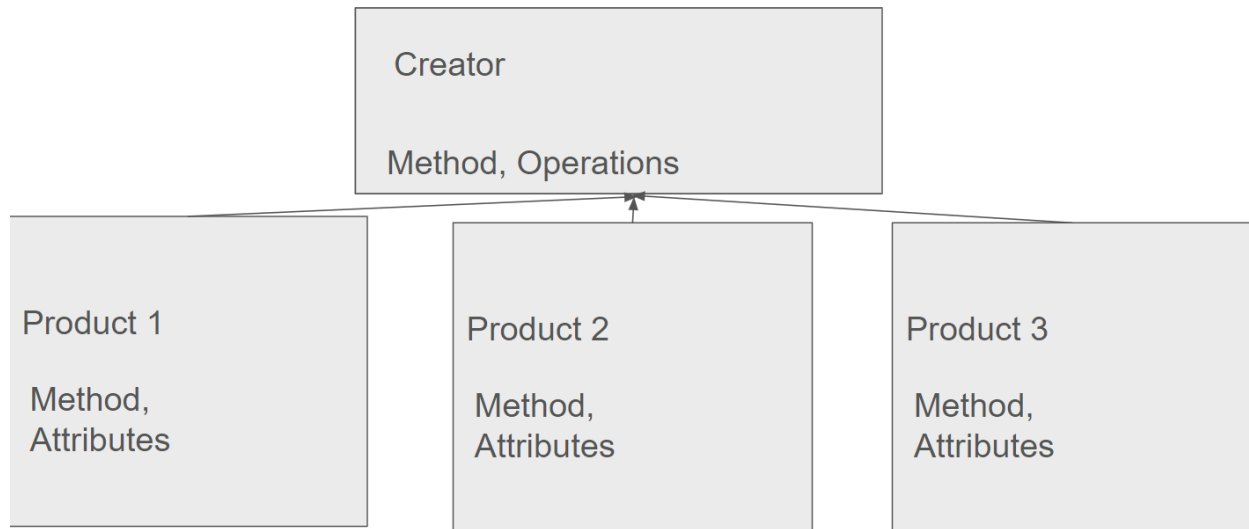 Creator
Method, Operations
Product 1
Method,
Attributes
Product 2
Method,
Attributes
Product 3
Method,
Attributes